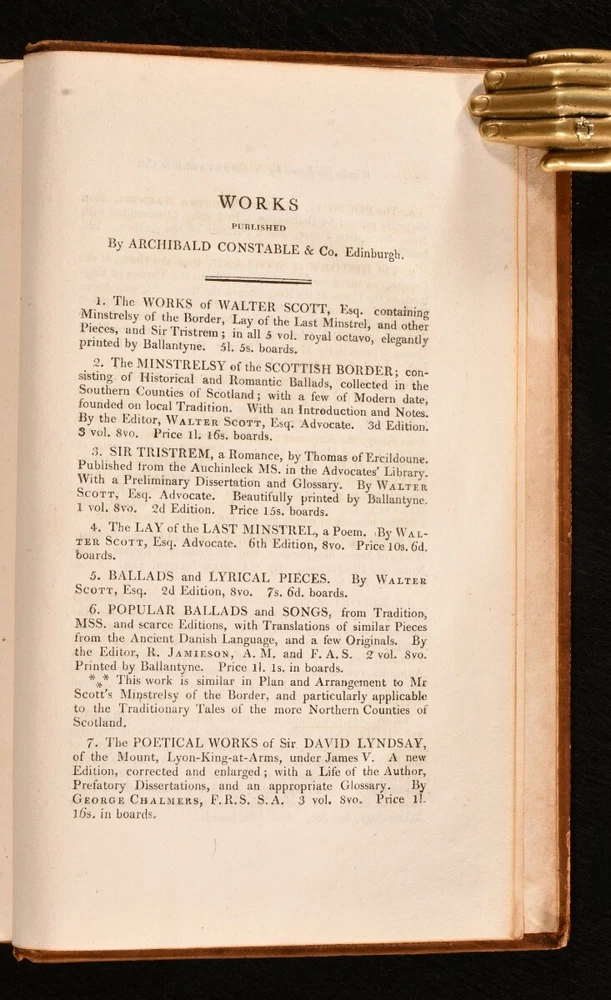 WORKS
PUBLISHED
By ARCHIBALD CONSTABLE & Co. Edinburgh.
1. The WORKS of WALTER SCOTT, Esq. containing
Minstrelsy of the Border, Lay of the Last Minstrel, and other
Pieces, and Sir Tristrem; in all 5 vol. royal octavo, elegantly
printed by Ballantyne. 5l. 5s. boards.
2. The MINSTRELSY of the SCOTTISH BORDER; con-
sisting of Historical and Romantic Ballads, collected in the
Southern Counties of Scotland; with a few of Modern date,
founded on local Tradition. With an Introduction and Notes.
By the Editor, WALTER SCOTT, Esq. Advocate. 3d Edition.
3 vol. 8vo. Price 1l. 16s. boards.
3. SIR TRISTREM, a Romance, by Thomas of Ercildoune.
Published from the Auchinleck MS. in the Advocates' Library.
With a Preliminary Dissertation and Glossary. By WALTER
SCOTT, Esq. Advocate. Beautifully printed by Ballantyne.
1 vol. 8vo. 2d Edition. Price 15s. boards.
4. The LAY of the LAST MINSTREL, a Poem. By WAL-
TER SCOTT, Esq. Advocate. 6th Edition, 8vo. Price 10s. 6d.
boards.
5. BALLADS and LYRICAL PIECES. By WALTER
SCOTT, Esq. 2d Edition, 8vo. 7s. 6d. boards.
6. POPULAR BALLADS and SONGS, from Tradition,
MSS. and scarce Editions, with Translations of similar Pieces
from the Ancient Danish Language, and a few Originals. By
the Editor, R. JAMIESON, A. M. and F. A. S. 2 vol. 8vo.
Printed by Ballantyne. Price 1l. 1s. in boards.
*⁎* This work is similar in Plan and Arrangement to Mr
Scott's Minstrelsy of the Border, and particularly applicable
to the Traditionary Tales of the more Northern Counties of
Scotland.
7. The POETICAL WORKS of Sir DAVID LYNDSAY,
of the Mount, Lyon-King-at-Arms, under James V. A new
Edition, corrected and enlarged; with a Life of the Author,
Prefatory Dissertations, and an appropriate Glossary. By
GEORGE CHALMERS, F. R. S. S. A. 3 vol. 8vo. Price 1l.
16s. in boards.